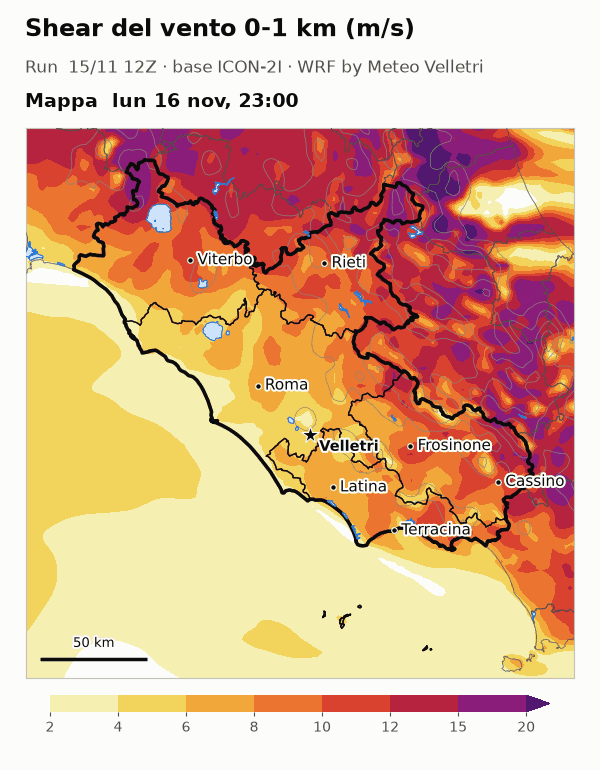 Shear del vento 0-1 km (m/s)
Run  15/11 12Z · base ICON-2I · WRF by Meteo Velletri
Mappa  lun 16 nov, 23:00
Viterbo
Rieti
Roma
Velletri
Frosinone
Latina
Cassino
Terracina
50 km
2 4 6 8 10 12 15 20